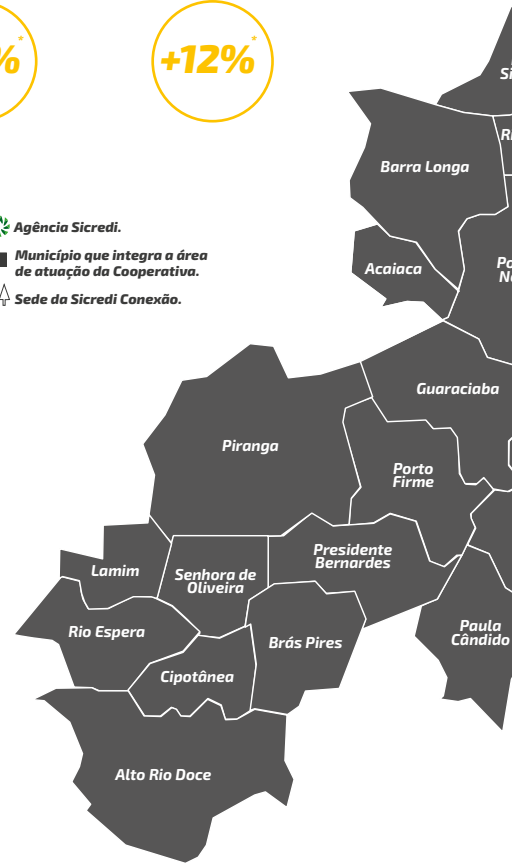 %*
+12%*
Agência Sicredi.
Município que integra a área
de atuação da Cooperativa.
Sede da Sicredi Conexão.
Barra Longa
Acaiaca
Guaraciaba
Piranga
Porto
Firme
Presidente
Bernardes
Lamim
Senhora de
Oliveira
Rio Espera
Brás Pires
Paula
Cândido
Cipotânea
Alto Rio Doce